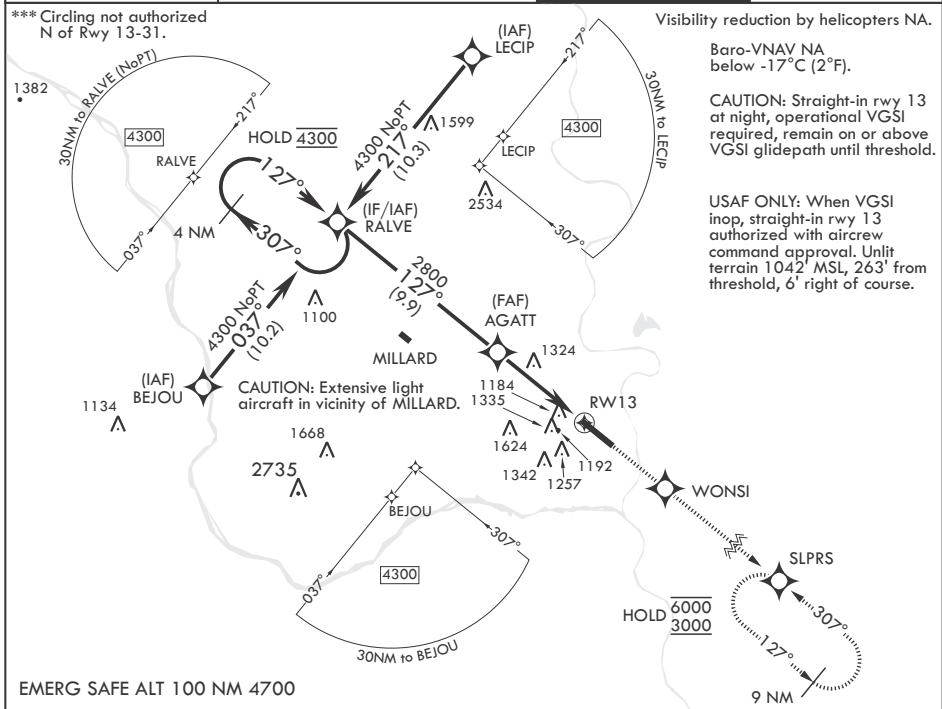 *** Circling not authorized
N of Rwy 13-31.
Visibility reduction by helicopters NA.
Baro-VNAV NA
below -17°C (2°F).
CAUTION: Straight-in rwy 13
at night, operational VGSI
required, remain on or above
VGSI glidepath until threshold.
USAF ONLY: When VGSI
inop, straight-in rwy 13
authorized with aircrew
command approval. Unlit
terrain 1042' MSL, 263' from
threshold, 6' right of course.
1382
30NM to RALVE (NoPT)
217°
4300
RALVE
037°
HOLD 4300
127°
307°
4 NM
(IAF)
LECIP
4300 NoPT
217°
(10.3)
1599
217°
LECIP
4300
30NM to LECIP
2534
307°
(IF/IAF)
RALVE
2800
127°
(9.9)
4300 NoPT
037°
(10.2)
1100
(IAF)
BEJOU
MILLARD
(FAF)
AGATT
1324
CAUTION: Extensive light
aircraft in vicinity of MILLARD.
1184
1335
RW13
1134
1668
1624
1192
2735
1342
1257
BEJOU
WONSI
307°
037°
4300
30NM to BEJOU
SLPRS
HOLD 6000
3000
307°
127°
9 NM
EMERG SAFE ALT 100 NM 4700